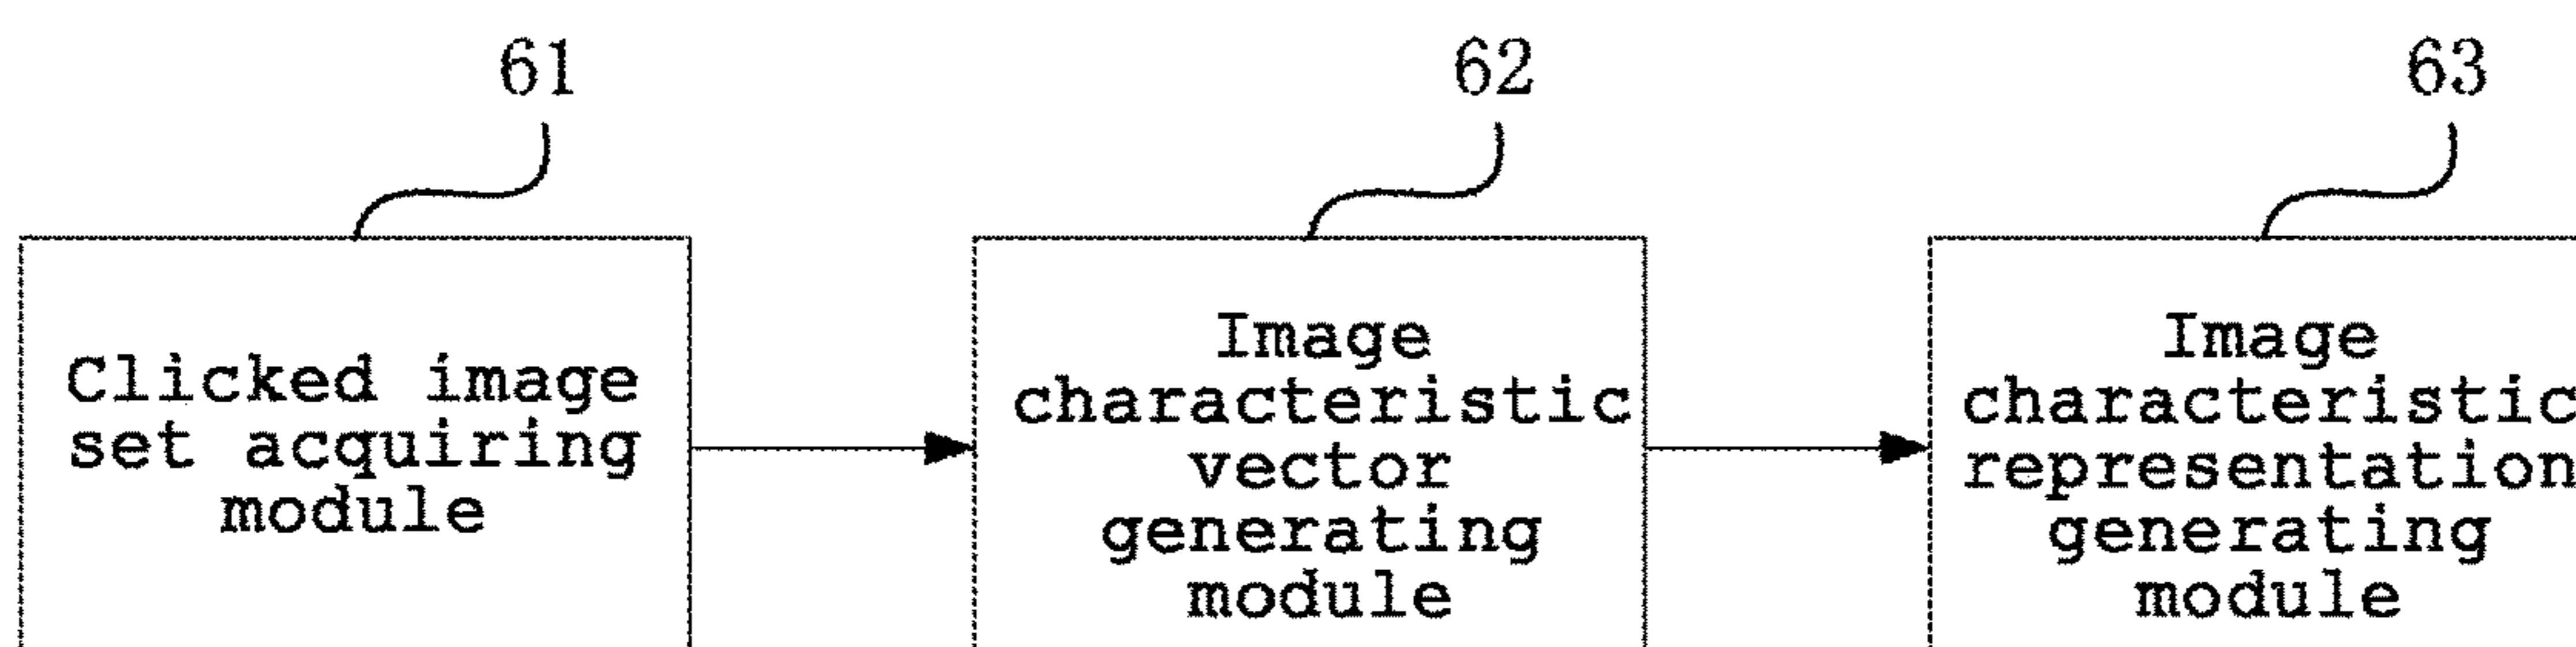 61
62
63
Clicked image
set acquiring
module
Image
characteristic
vector
generating
module
Image
characteristic
representation
generating
module